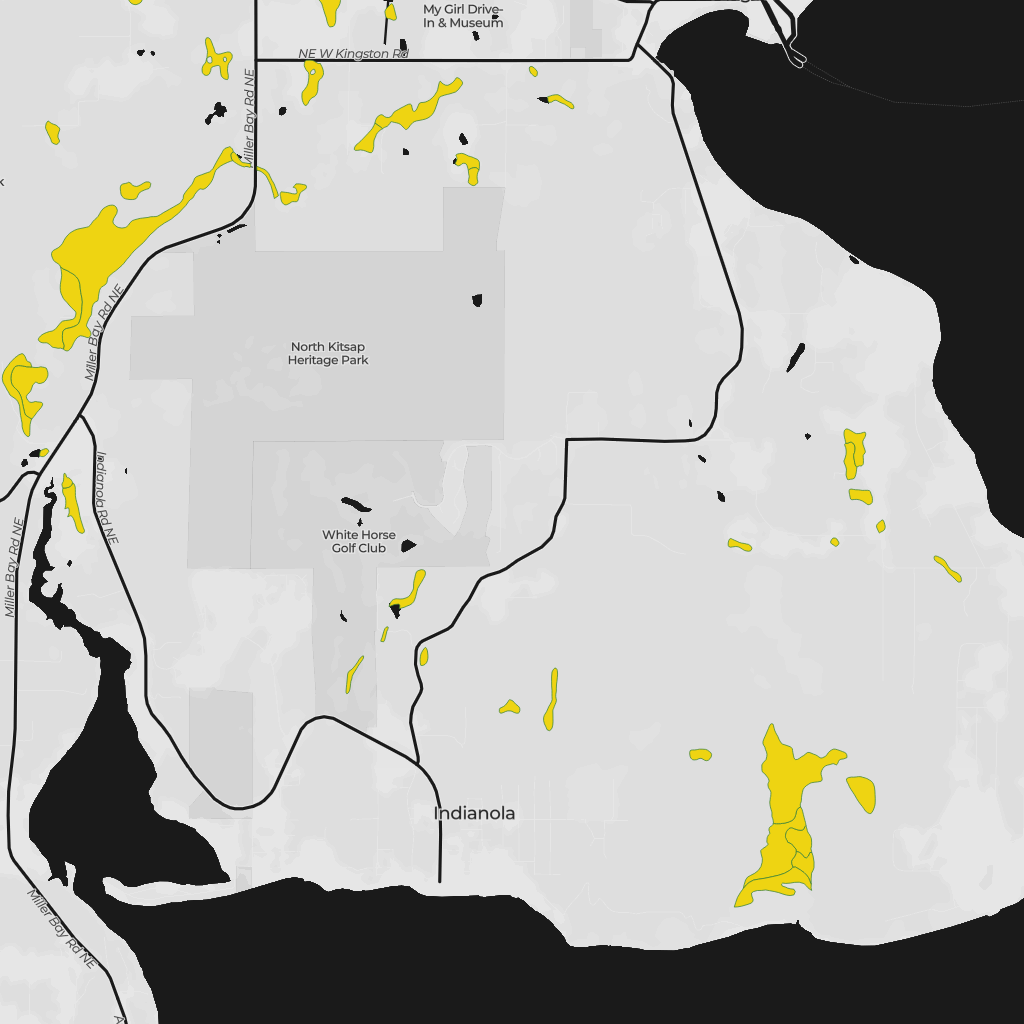 My Girl Drive-
In & Museum
NE W Kingston Rd
Miller Bay Rd NE
Miller Bay Rd NE
North Kitsap
Heritage Park
Indianola Rd NE
White Horse
Golf Club
Miller Bay Rd NE
Indianola
Miller Bay Rd NE